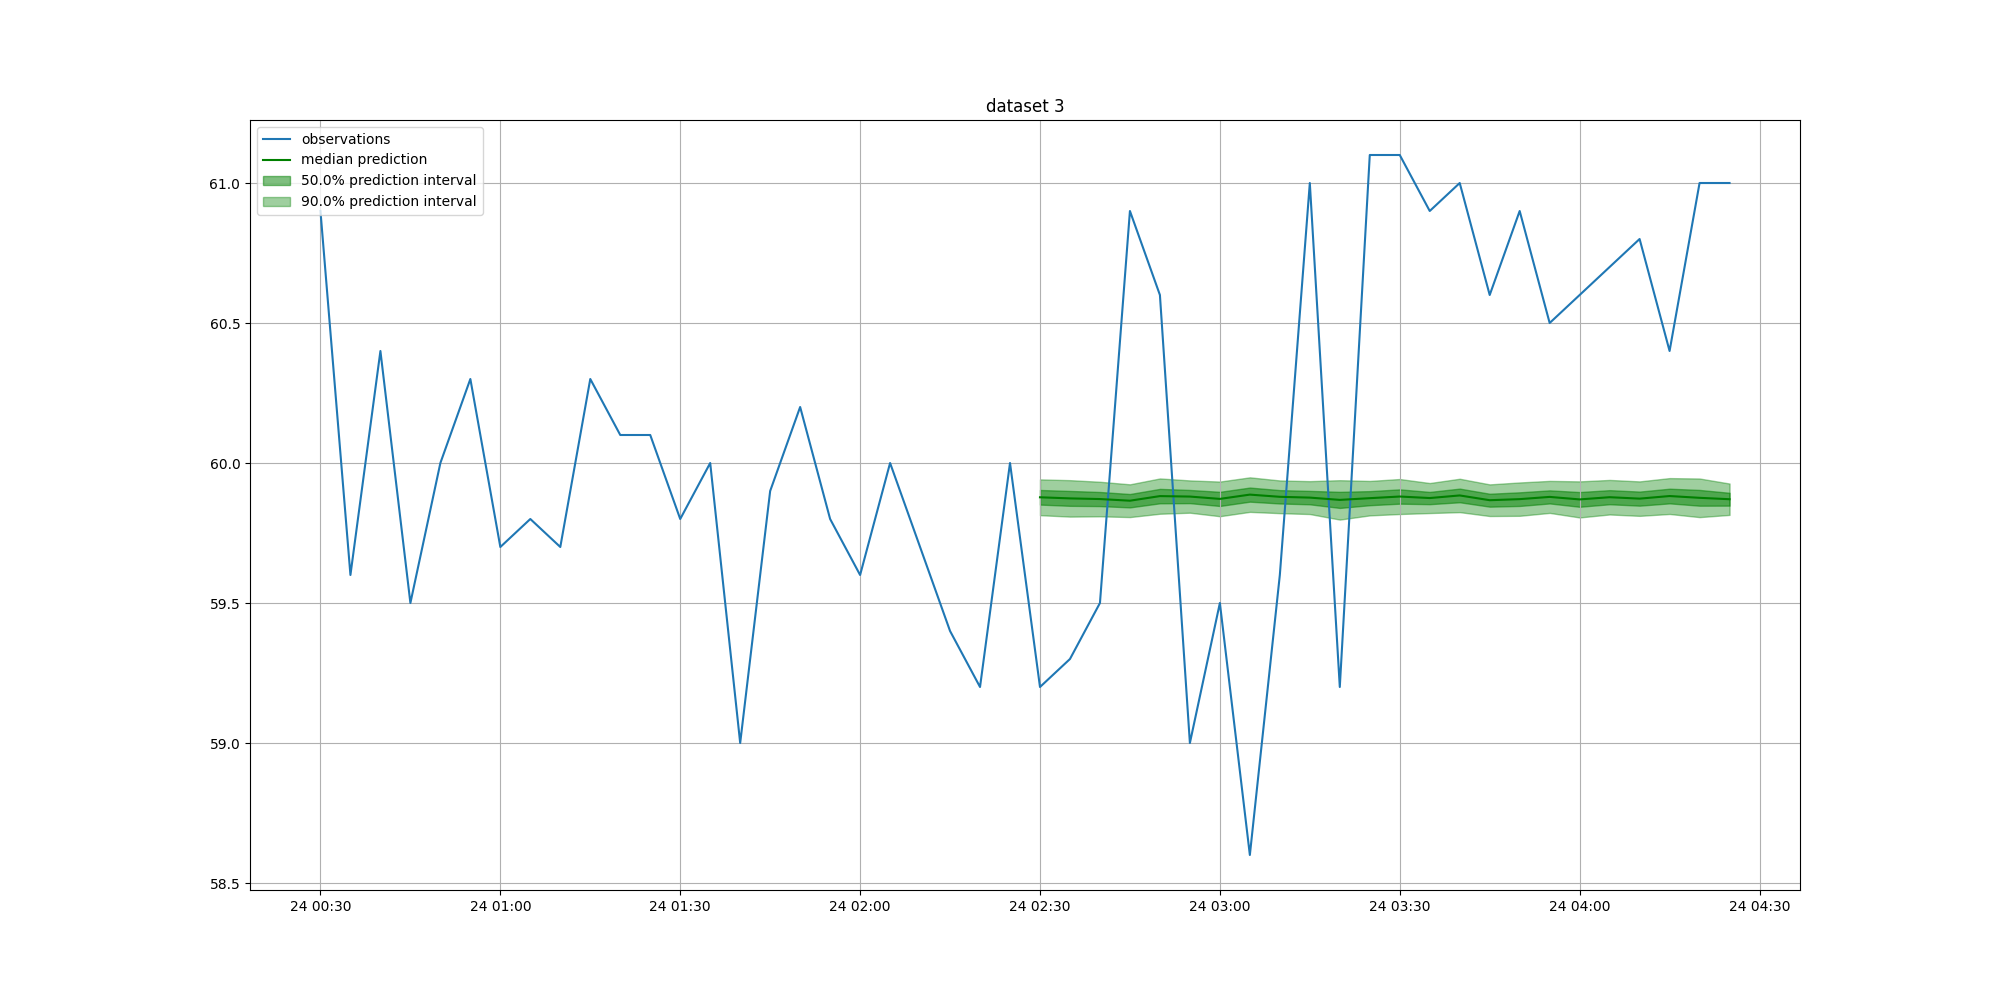 dataset 3
observations
median prediction
50.0% prediction interval
90.0% prediction interval
61.0
60.5
60.0
59.5
59.0
58.5
24 00:30 24 01:00 24 01:30 24 02:00 24 02:30 24 03:00 24 03:30 24 04:00 24 04:30